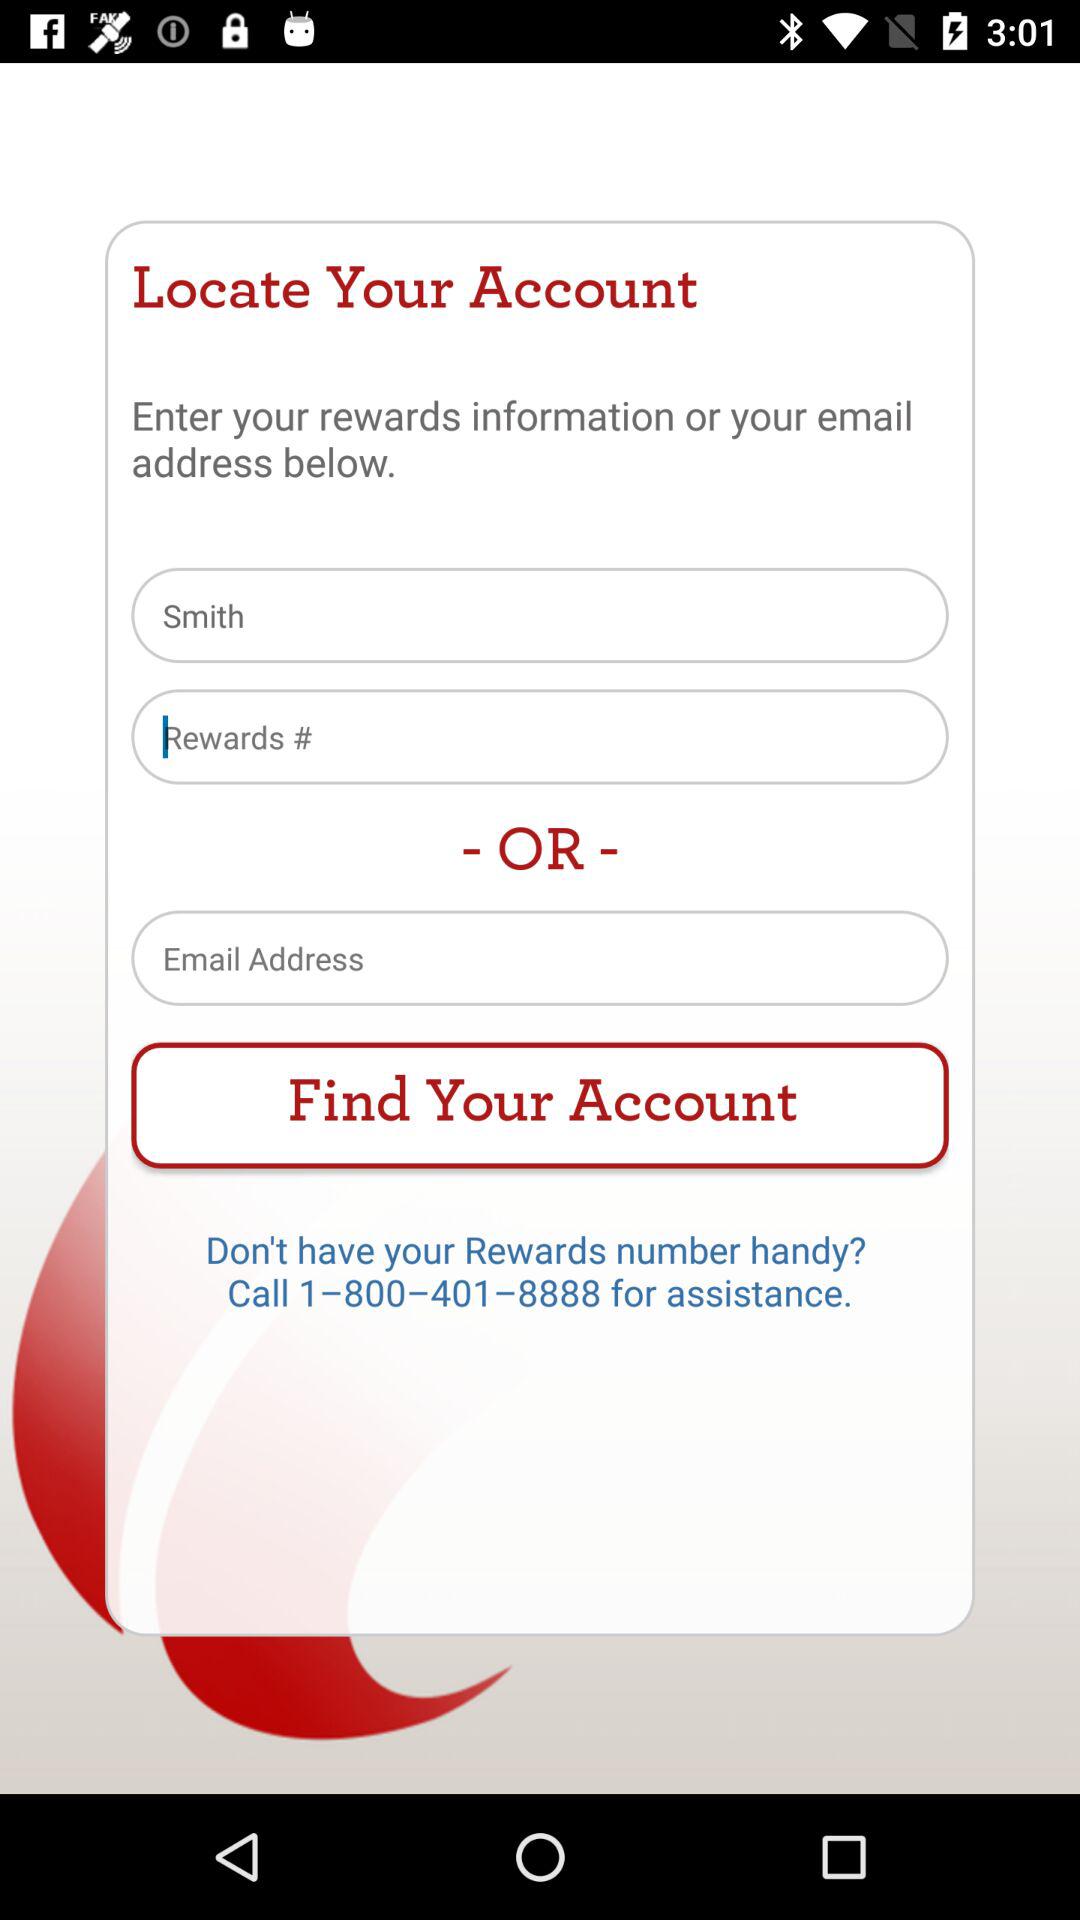 FAKE
3:01
Locate Your Account
Enter your rewards information or your email
address below.
Smith
Rewards #
- OR -
Email Address
Find Your Account
Don't have your Rewards number handy?
Call 1–800–401–8888 for assistance.